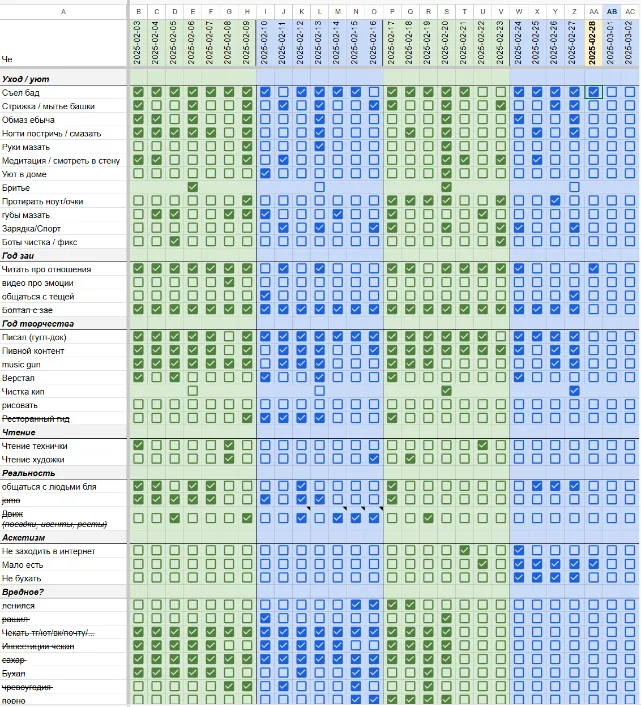 A B C D E F G H I J K L M N O P Q R S T U V W X Y Z AA AB AC
Че 2025-02-03 2025-02-04 2025-02-05 2025-02-06 2025-02-07 2025-02-08 2025-02-09 2025-02-10 2025-02-11 2025-02-12 2025-02-13 2025-02-14 2025-02-15 2025-02-16 2025-02-17 2025-02-18 2025-02-19 2025-02-20 2025-02-21 2025-02-22 2025-02-23 2025-02-24 2025-02-25 2025-02-26 2025-02-27 2025-02-28 2025-03-01 2025-03-02
Уход / уют
Съел бад
Стрижка / мытье башки
Обмаз ебыча
Ногти постричь / смазать
Руки мазать
Медитация / смотреть в стену
Уют в доме
Бритье
Протирать ноут/очки
губы мазать
Зарядка/Спорт
Боты чистка / фикс
Год заи
Читать про отношения
видео про эмоции
общаться с тещей
Болтал с зае
Год творчества
Писал (гугл-док)
Пивной контент
music gun
Верстал
Чистка кип
рисовать
Ресторанный гид
Чтение
Чтение технички
Чтение художки
Реальность
общаться с людьми бля
jomo
Движ
(поездки, ивенты, ресты)
Аскетизм
Не заходить в интернет
Мало есть
Не бухать
Вредное?
ленился
рашил
Чекать тг/ют/вк/почту/...
Инвестиции чекал
сахар
Бухал
чревоугодия
порно